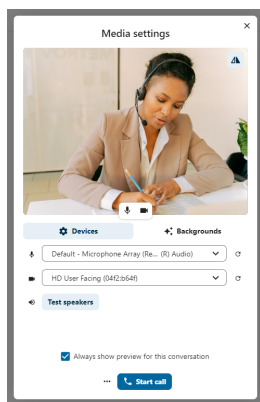 Media settings
Devices
Backgrounds
Default - Microphone Array (Re... (R) Audio)
HD User Facing (04f2:b64f)
Test speakers
Always show preview for this conversation
Start call